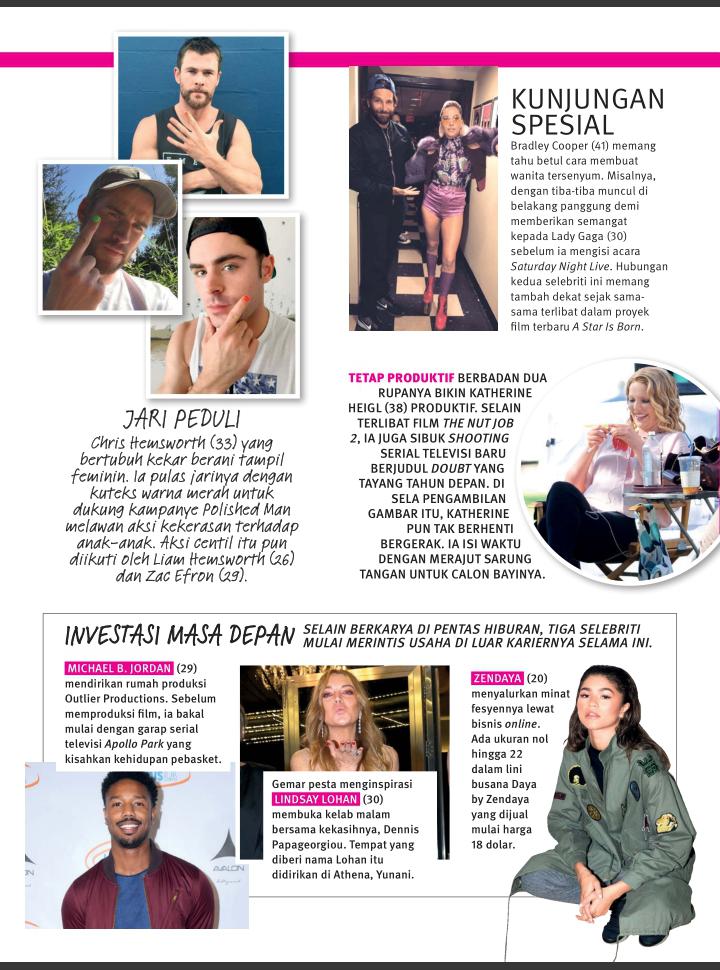 KUNJUNGAN
SPESIAL
Bradley Cooper (41) memang
tahu betul cara membuat
wanita tersenyum. Misalnya,
dengan tiba-tiba muncul di
belakang panggung demi
memberikan semangat
kepada Lady Gaga (30)
sebelum ia mengisi acara
Saturday Night Live. Hubungan
kedua selebriti ini memang
tambah dekat sejak sama-
sama terlibat dalam proyek
film terbaru A Star Is Born.
JARI PEDULI
Chris Hemsworth (33) yang
bertubuh kekar berani tampil
feminin. Ia pulas jarinya dengan
kuteks warna merah untuk
dukung kampanye Polished Man
melawan aksi kekerasan terhadap
anak-anak. Aksi centil itu pun
diikuti oleh Liam Hemsworth (26)
dan Zac Efron (29).
TETAP PRODUKTIF BERBADAN DUA
RUPANYA BIKIN KATHERINE
HEIGL (38) PRODUKTIF. SELAIN
TERLIBAT FILM THE NUT JOB
2, IA JUGA SIBUK SHOOTING
SERIAL TELEVISI BARU
BERJUDUL DOUBT YANG
TAYANG TAHUN DEPAN. DI
SELA PENGAMBILAN
GAMBAR ITU, KATHERINE
PUN TAK BERHENTI
BERGERAK. IA ISI WAKTU
DENGAN MERAJUT SARUNG
TANGAN UNTUK CALON BAYINYA.
INVESTASI MASA DEPAN SELAIN BERKARYA DI PENTAS HIBURAN, TIGA SELEBRITI
MULAI MERINTIS USAHA DI LUAR KARIERNYA SELAMA INI.
MICHAEL B. JORDAN (29)
mendirikan rumah produksi
Outlier Productions. Sebelum
memproduksi film, ia bakal
mulai dengan garap serial
televisi Apollo Park yang
kisahkan kehidupan pebasket.
AVALON
Gemar pesta menginspirasi
LINDSAY LOHAN (30)
membuka kelab malam
bersama kekasihnya, Dennis
Papageorgiou. Tempat yang
diberi nama Lohan itu
didirikan di Athena, Yunani.
ZENDAYA (20)
menyalurkan minat
fesyennya lewat
bisnis online.
Ada ukuran nol
hingga 22
dalam lini
busana Daya
by Zendaya
yang dijual
mulai harga
18 dolar.